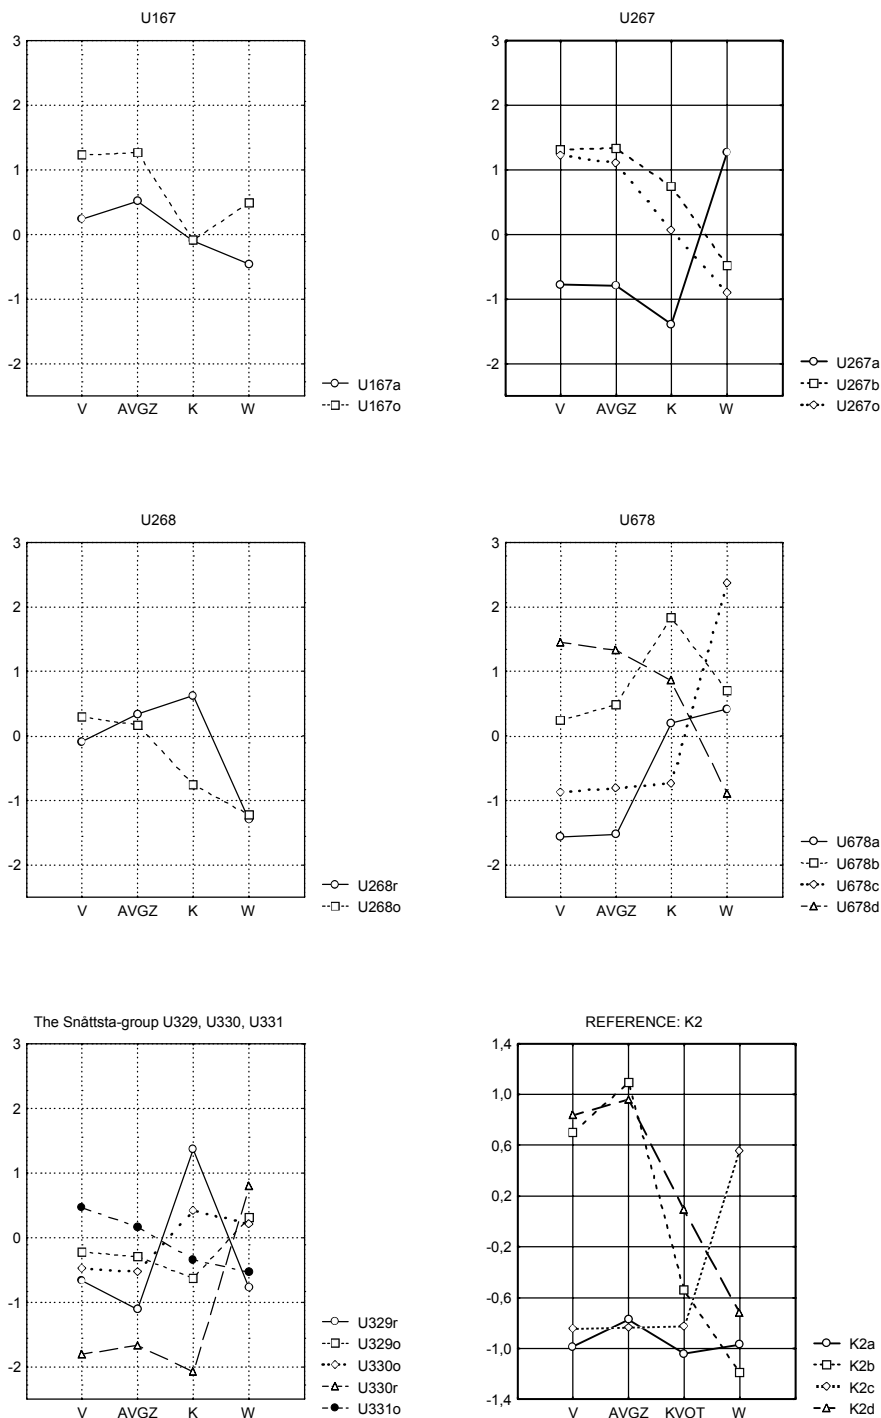 U167
3
2
1
0
-1
-2
V AVGZ K W
U167a
U167o
U267
3
2
1
0
-1
-2
V AVGZ K W
U267a
U267b
U267o
U268
3
2
1
0
-1
-2
V AVGZ K W
U268r
U268o
U678
3
2
1
0
-1
-2
V AVGZ K W
U678a
U678b
U678c
U678d
The Snåttsta-group U329, U330, U331
3
2
1
0
-1
-2
V AVGZ K W
U329r
U329o
U330o
U330r
U331o
REFERENCE: K2
1,4
1,0
0,6
0,2
-0,2
-0,6
-1,0
-1,4
V AVGZ KVOT W
K2a
K2b
K2c
K2d